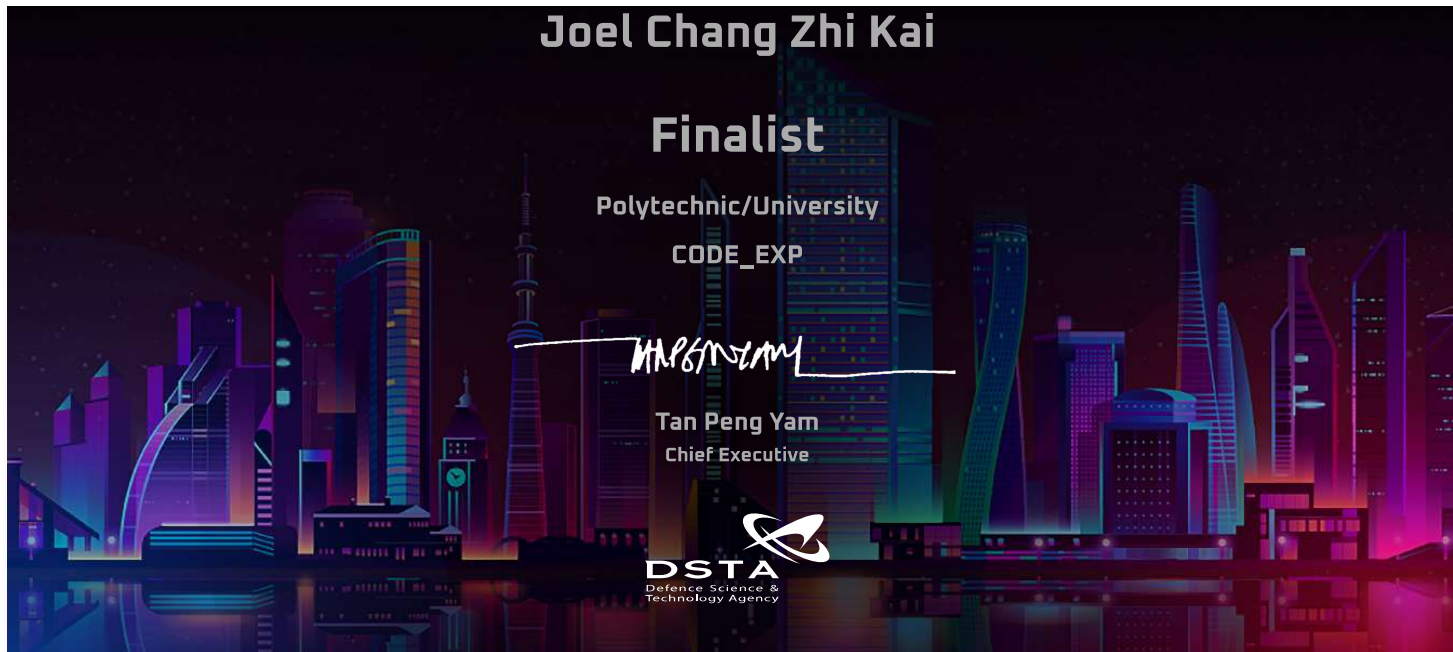 Joel Chang Zhi Kai
Finalist
Polytechnic/University
CODE_EXP
Tan Peng Yam
Chief Executive
DSTA
Defence Science &
Technology Agency